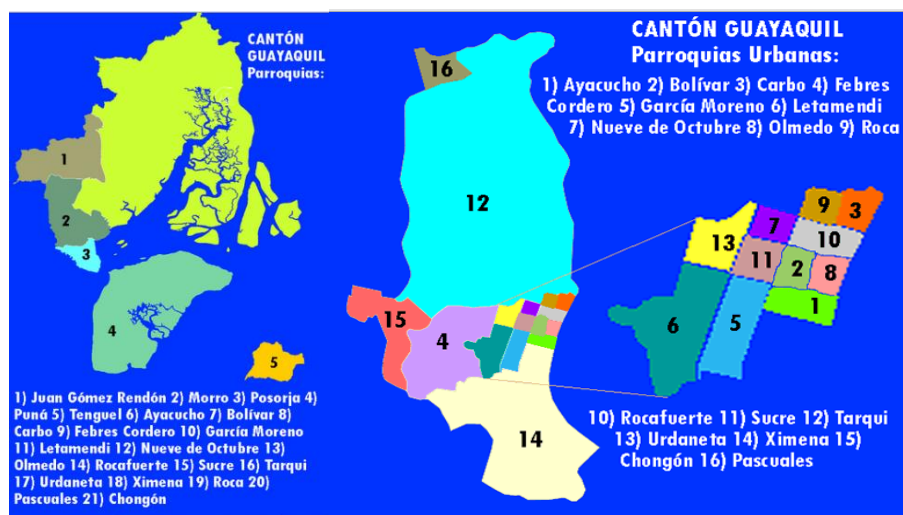 CANTÓN
GUAYAQUIL
Parroquias:
1
2
3
4
5
1) Juan Gómez Rendón 2) Morro 3) Posorja 4)
Puná 5) Tenguel 6) Ayacucho 7) Bolívar 8)
Carbo 9) Febres Cordero 10) García Moreno
11) Letamendi 12) Nueve de Octubre 13)
Olmedo 14) Rocafuerte 15) Sucre 16) Tarqui
17) Urdaneta 18) Ximena 19) Roca 20)
Pascuales 21) Chongón
CANTÓN GUAYAQUIL
Parroquias Urbanas:
1) Ayacucho 2) Bolívar 3) Carbo 4) Febres
Cordero 5) García Moreno 6) Letamendi
7) Nueve de Octubre 8) Olmedo 9) Roca
16
12
15
4
14
9 3
7 10
13 11 2 8
6 5 1
10) Rocafuerte 11) Sucre 12) Tarqui
13) Urdaneta 14) Ximena 15)
Chongón 16) Pascuales